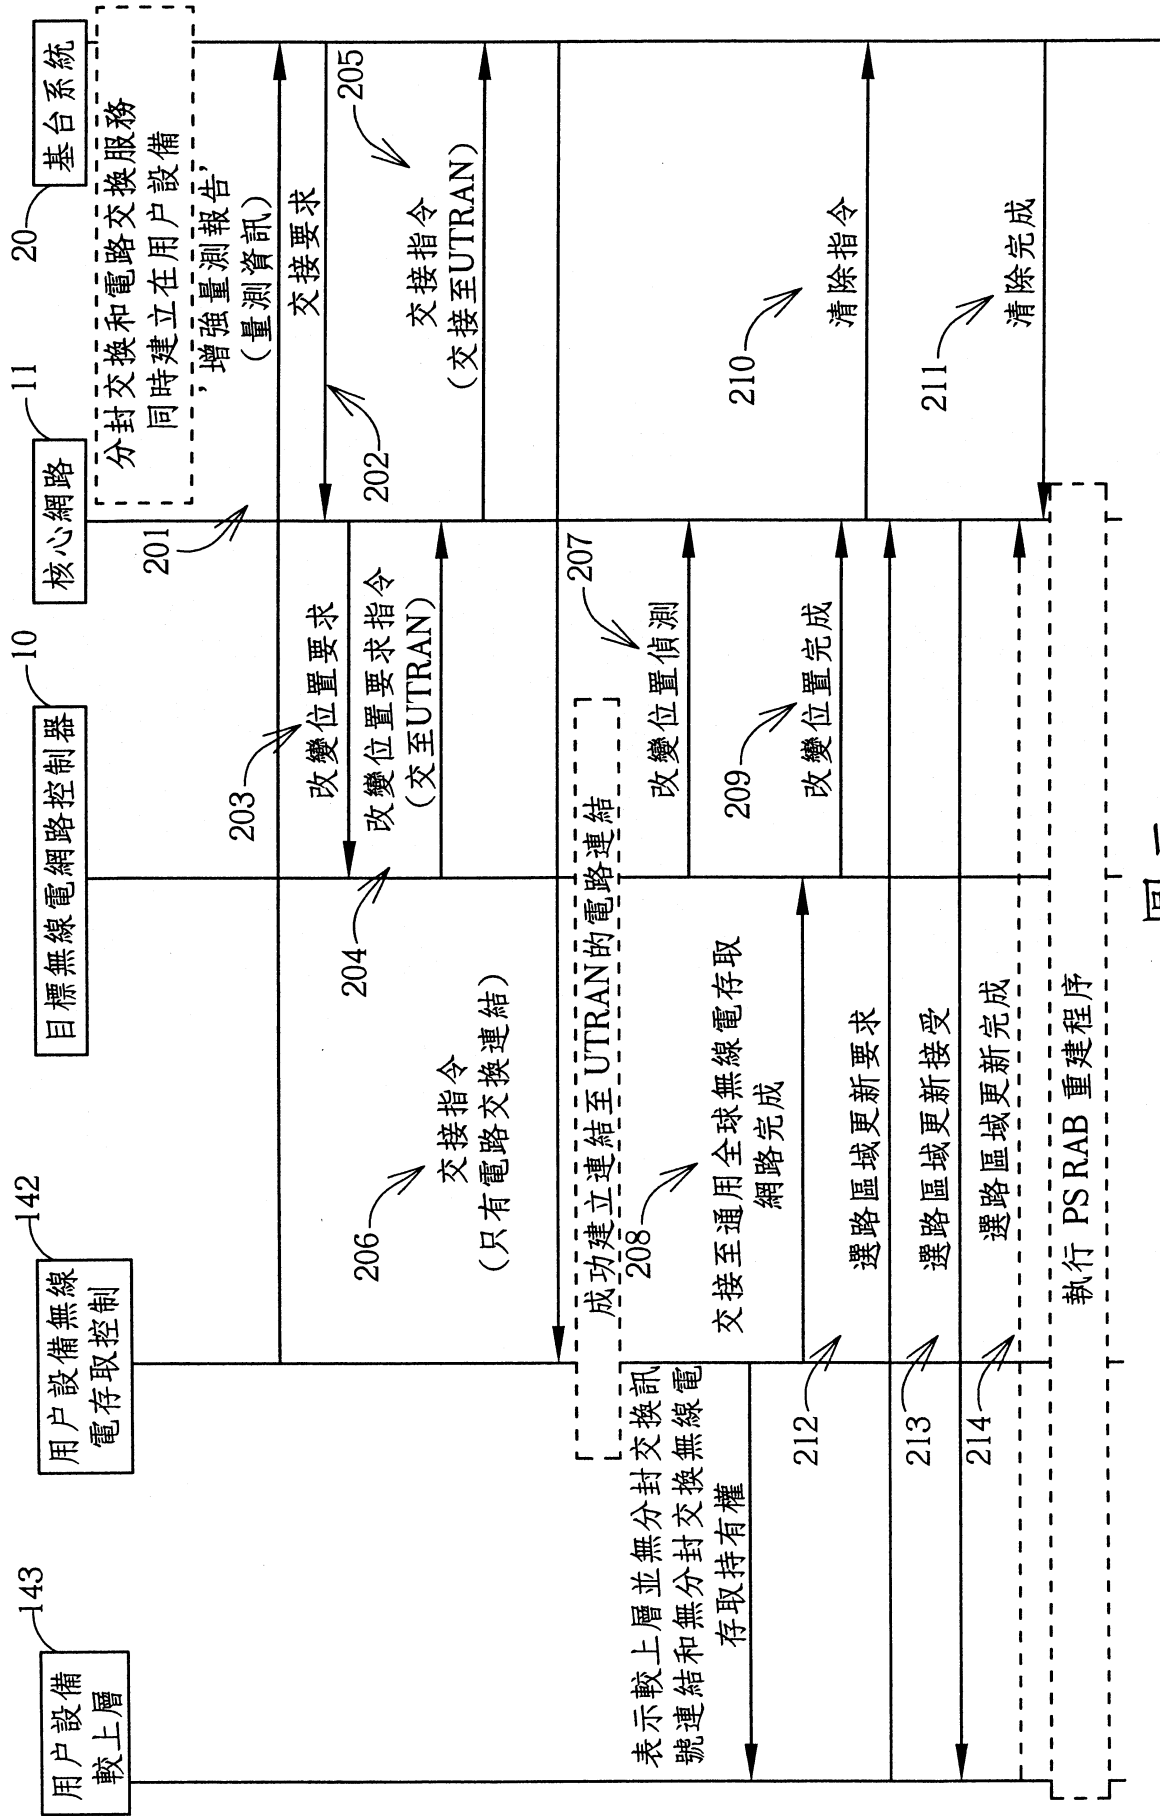 用戶設備
較上層
143
用戶設備無線
電存取控制
142
目標無線電網路控制器
10
核心網路
11
基台系統
20
分封交換和電路交換服務
同時建立在用戶設備
'增強量測報告'
(量測資訊)
201
交接要求
202
203
改變位置要求
改變位置要求指令
(交至UTRAN)
204
205
交接指令
(交接至UTRAN)
206
交接指令
(只有電路交換連結)
成功建立連結至 UTRAN的電路連結
207
改變位置偵測
表示較上層並無分封交換訊
號連結和無分封交換無線電
存取持有權
208
交接至通用全球無線電存取
網路完成
209
改變位置完成
210
清除指令
212
選路區域更新要求
213
選路區域更新接受
214
選路區域更新完成
211
清除完成
執行 PS RAB 重建程序